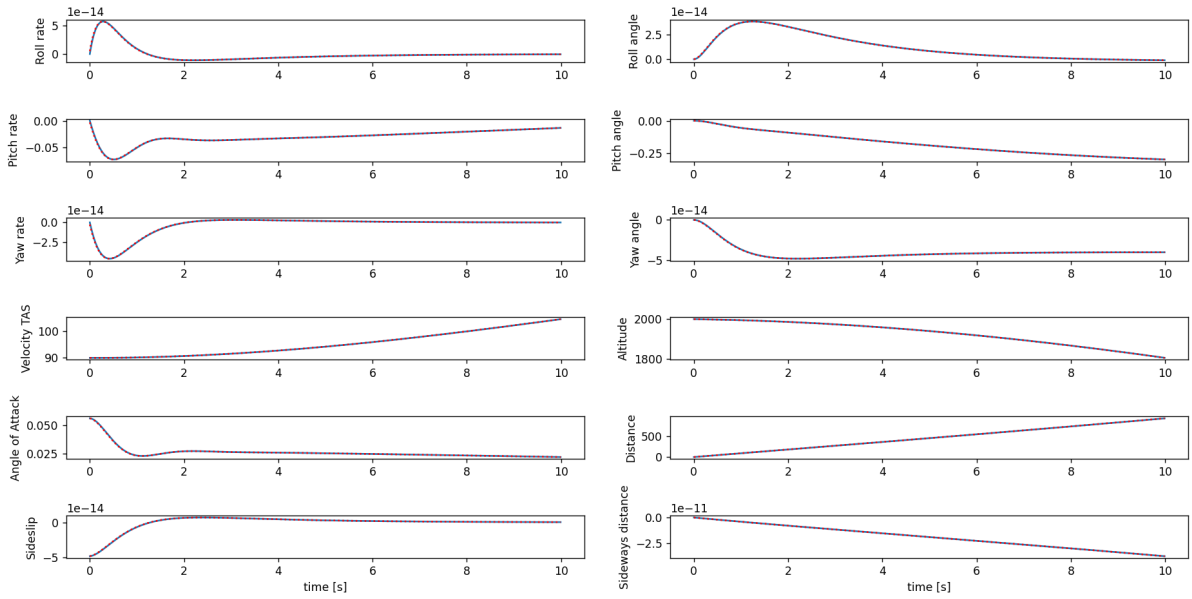 1e−14
Roll rate
5
0
0 2 4 6 8 10
Roll angle
2.5
0.0
1e−14
0 2 4 6 8 10
Pitch rate
0.00
−0.05
0 2 4 6 8 10
Pitch angle
0.00
−0.25
0 2 4 6 8 10
1e−14
Yaw rate
0.0
−2.5
0 2 4 6 8 10
1e−14
Yaw angle
0
−5
0 2 4 6 8 10
Velocity TAS
100
90
0 2 4 6 8 10
Altitude
2000
1800
0 2 4 6 8 10
Angle of Attack
0.050
0.025
0 2 4 6 8 10
Distance
500
0
0 2 4 6 8 10
1e−14
Sideslip
0
−5
0 2 4 6 8 10
time [s]
1e−11
Sideways distance
0.0
−2.5
0 2 4 6 8 10
time [s]